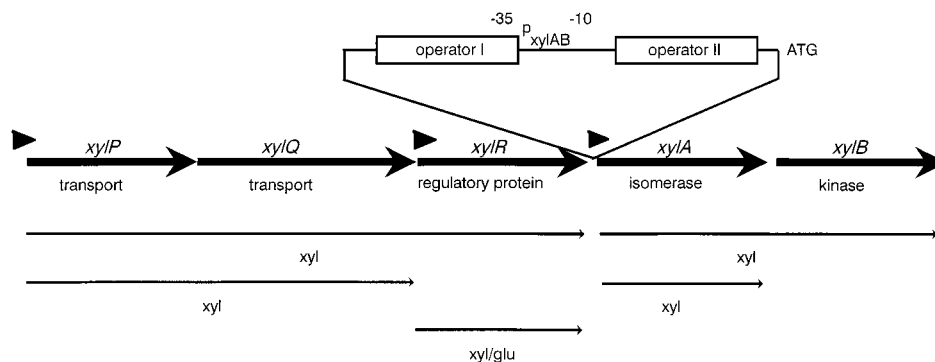 -35 p -10
xylAB
operator I operator II ATG
xylP xylQ xylR xylA xylB
transport transport regulatory protein isomerase kinase
xyl xyl
xyl xyl
xyl/glu